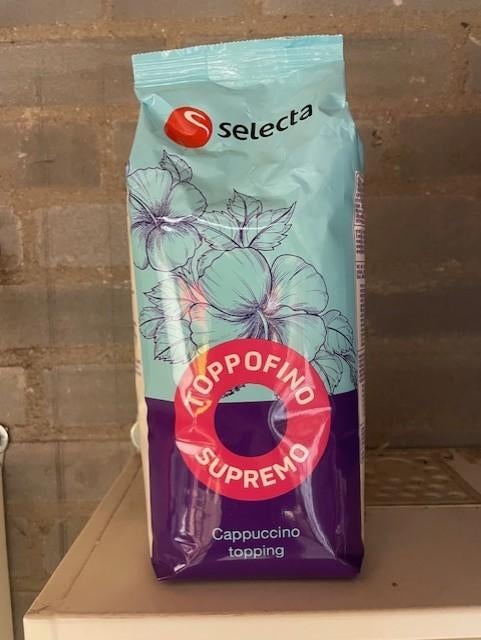 selecta
TOPPOFINO
SUPREMO
Cappuccino
topping